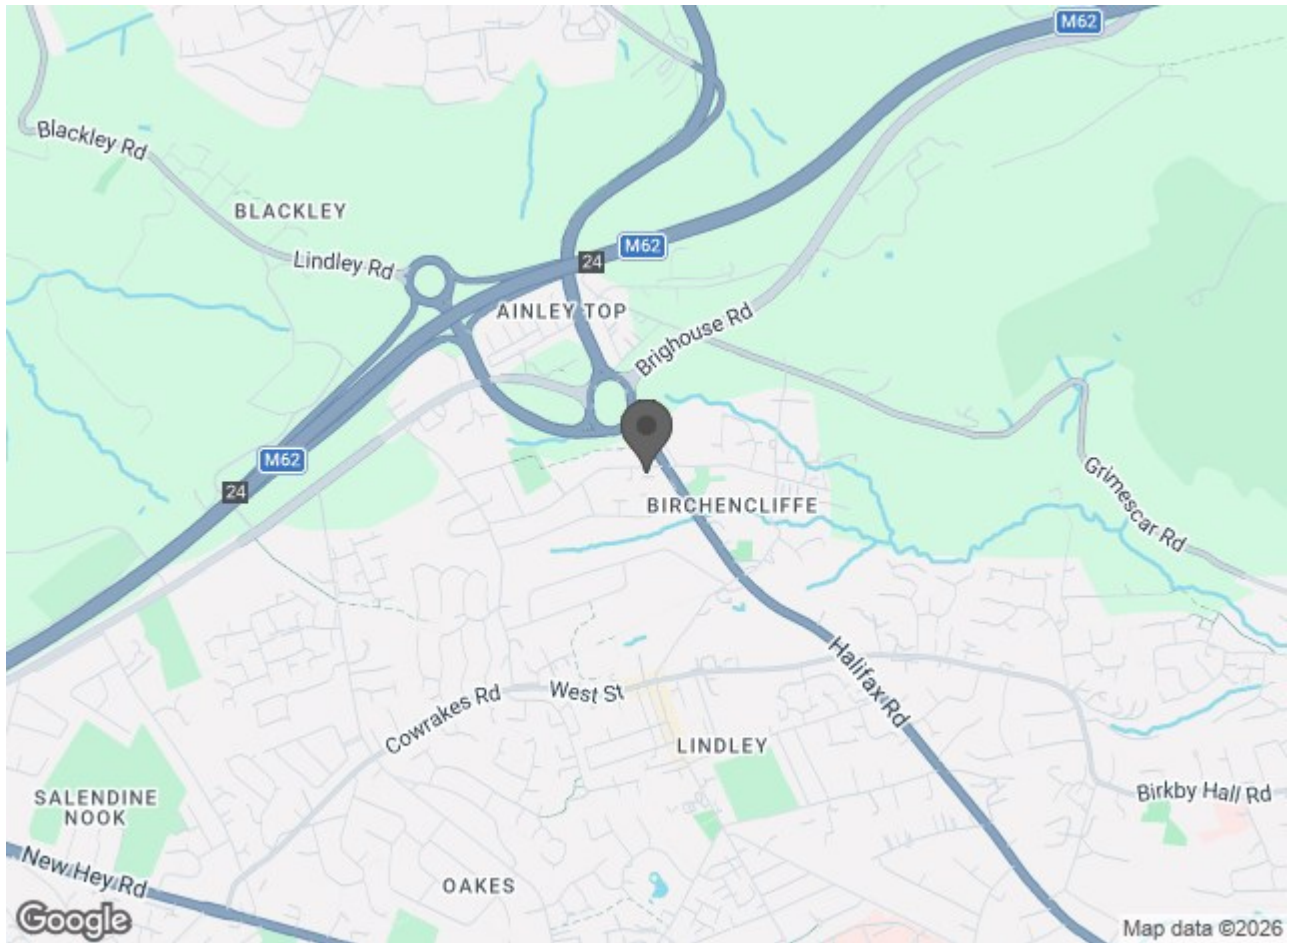 M62
Blackley Rd
BLACKLEY
M62
Lindley Rd
24
AINLEY TOP
Brighouse Rd
M62
24
Grimescar Rd
BIRCHENCLIFFE
Halifax Rd
West St
Cowrakes Rd
LINDLEY
Birkby Hall Rd
SALENDINE
NOOK
New Hey Rd
OAKES
Google
Map data ©2026